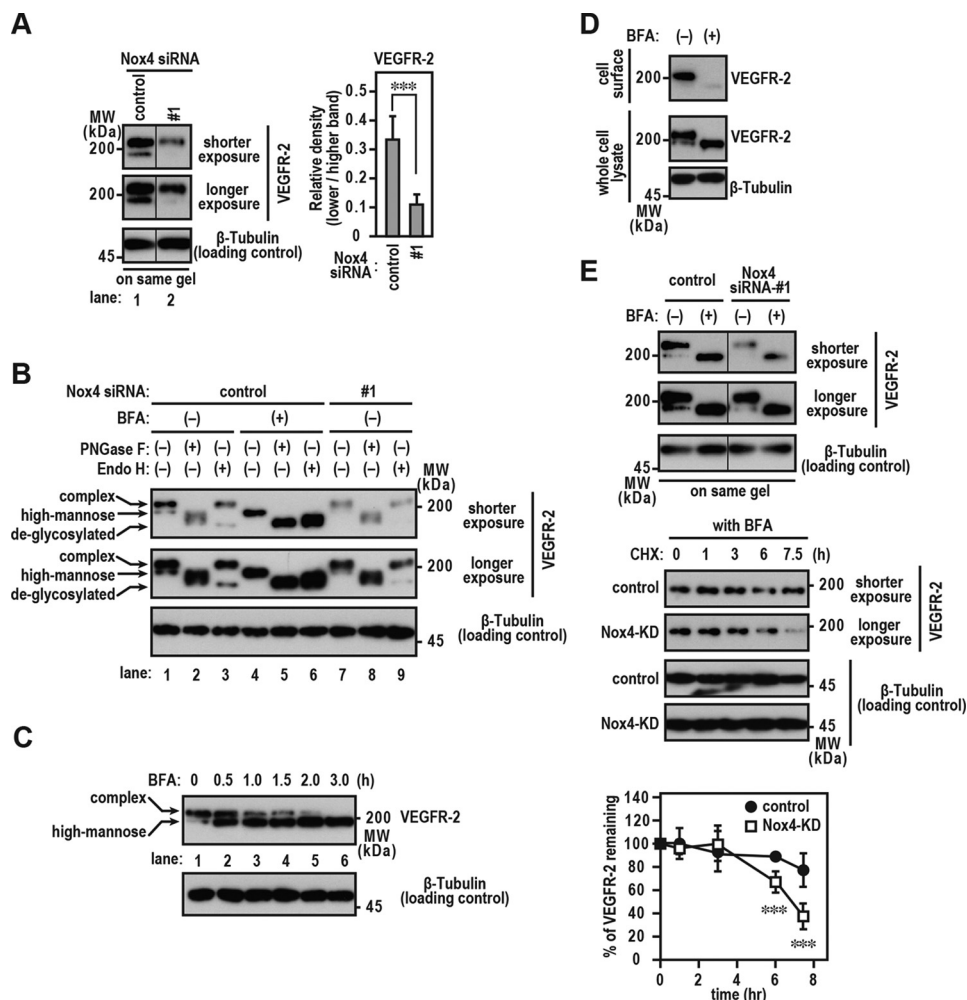 A
Nox4 siRNA
control
#1
MW
(kDa)
200
shorter
exposure
200
longer
exposure
VEGFR-2
45
β-Tubulin
(loading control)
on same gel
lane: 1 2
VEGFR-2
***
Relative density
(lower / higher band)
0.5
0.4
0.3
0.2
0.1
0
Nox4
siRNA :
control
#1
B
Nox4 siRNA: control #1
BFA: (–) (+) (–)
PNGase F: (–) (+) (–) (–) (+) (–) (–) (+) (–)
Endo H: (–) (–) (+) (–) (–) (+) (–) (–) (+)
MW
(kDa)
complex
high-mannose
de-glycosylated
200
shorter
exposure
complex
high-mannose
de-glycosylated
200
longer
exposure
VEGFR-2
β-Tubulin
(loading control)
45
lane: 1 2 3 4 5 6 7 8 9
C
BFA: 0 0.5 1.0 1.5 2.0 3.0 (h)
complex
high-mannose
200
VEGFR-2
MW
(kDa)
lane: 1 2 3 4 5 6
β-Tubulin
(loading control)
45
D
BFA: (–) (+)
cell
surface
200
VEGFR-2
whole cell
lysate
200
VEGFR-2
45
β-Tubulin
MW
(kDa)
E
control
Nox4
siRNA-#1
BFA: (–) (+) (–) (+)
200
shorter
exposure
200
longer
exposure
VEGFR-2
45
β-Tubulin
(loading control)
MW
(kDa)
on same gel
with BFA
CHX: 0 1 3 6 7.5 (h)
control
200
shorter
exposure
Nox4-KD
200
longer
exposure
VEGFR-2
control
45
Nox4-KD
45
β-Tubulin
(loading control)
MW
(kDa)
% of VEGFR-2 remaining
140
120
100
80
60
40
20
0
control
Nox4-KD
***
***
0 2 4 6 8
time (hr)